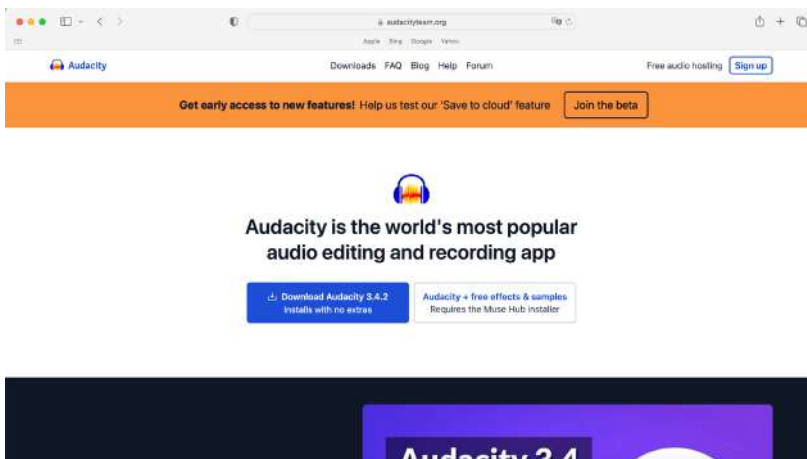 audacityteam.org
Apple Bing Google Yahoo
Audacity
Downloads FAQ Blog Help Forum
Free audio hosting Sign up
Get early access to new features! Help us test our 'Save to cloud' feature Join the beta
Audacity is the world's most popular
audio editing and recording app
Download Audacity 3.4.2
Installs with no extras
Audacity + free effects & samples
Requires the Muse Hub installer
Audacity 3.4